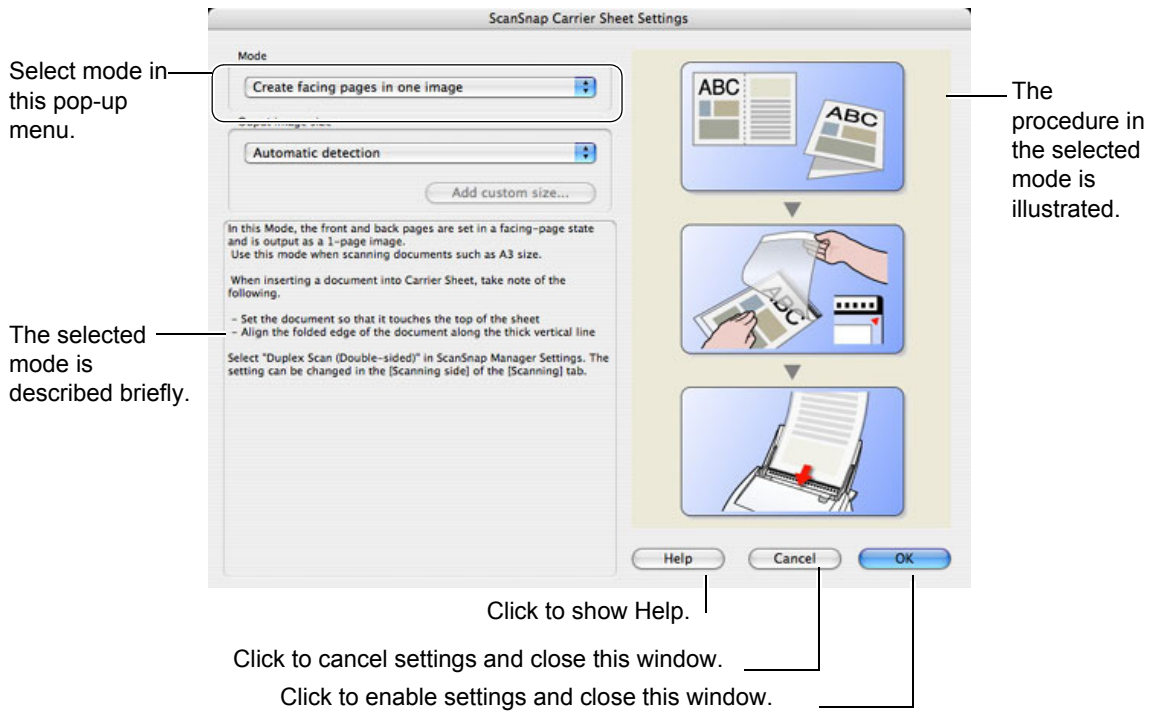 ScanSnap Carrier Sheet Settings
Select mode in
this pop-up
menu.
Mode
Create facing pages in one image
Automatic detection
Add custom size...
In this Mode, the front and back pages are set in a facing-page state
and is output as a 1-page image.
Use this mode when scanning documents such as A3 size.
When inserting a document into Carrier Sheet, take note of the
following.
- Set the document so that it touches the top of the sheet
- Align the folded edge of the document along the thick vertical line
Select "Duplex Scan (Double-sided)" in ScanSnap Manager Settings. The
setting can be changed in the [Scanning side] of the [Scanning] tab.
The selected
mode is
described briefly.
ABC
ABC
ABC
The
procedure in
the selected
mode is
illustrated.
Help
Cancel
OK
Click to show Help.
Click to cancel settings and close this window.
Click to enable settings and close this window.